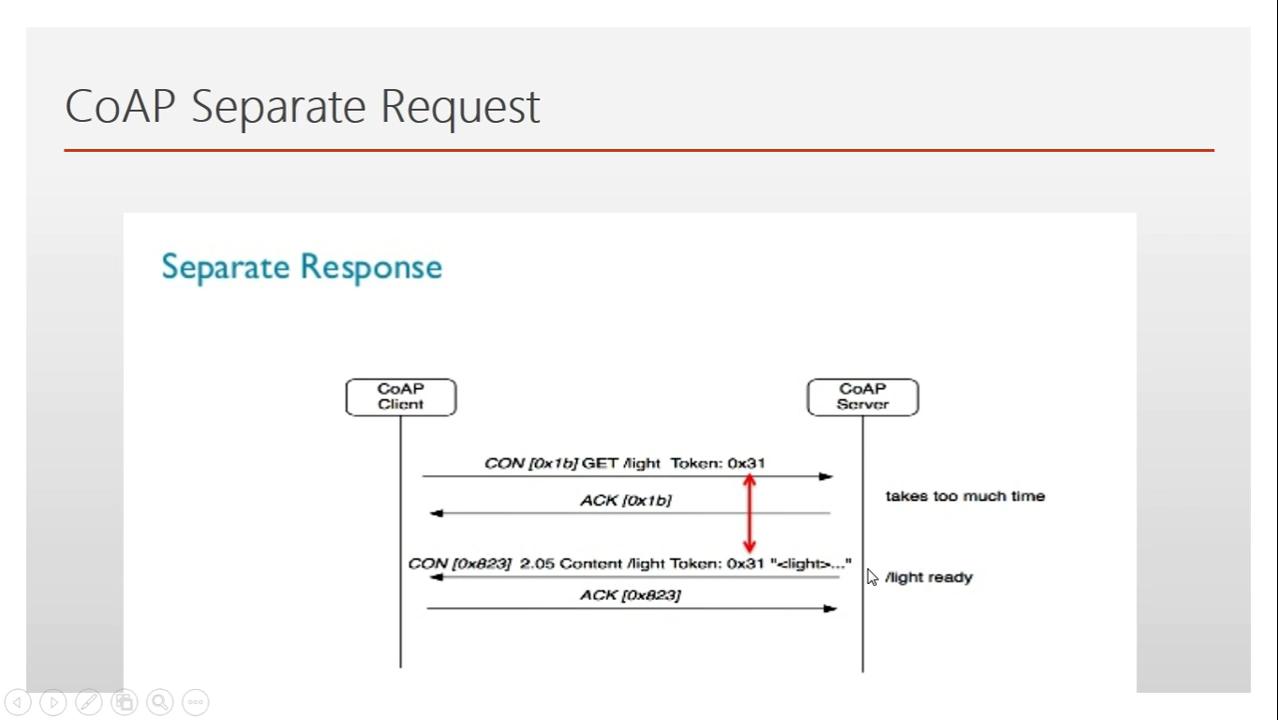 CoAP Separate Request
Separate Response
CoAP
Client
CoAP
Server
CON [0x1b] GET /light Token: 0x31
ACK [0x1b]
takes too much time
CON [0x823] 2.05 Content /light Token: 0x31 "<light>..."
/light ready
ACK [0x823]